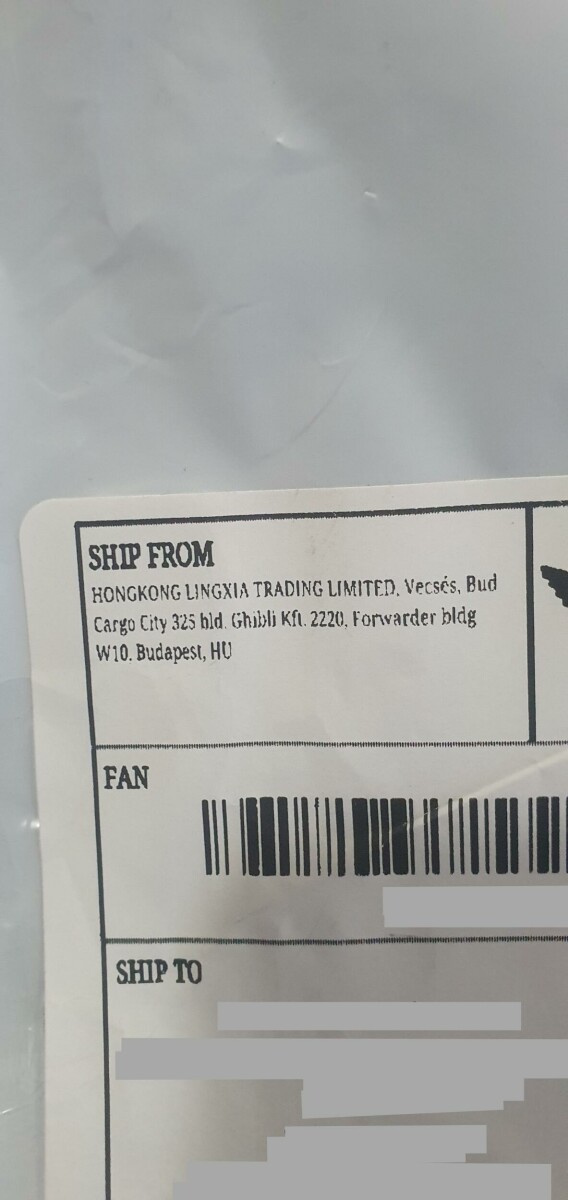 SHIP FROM
HONGKONG LINGXIA TRADING LIMITED, Vecsés, Bud
Cargo City 325 bld. Ghibli Kft. 2220, Forwarder bldg
W10. Budapest, HU
FAN
SHIP TO